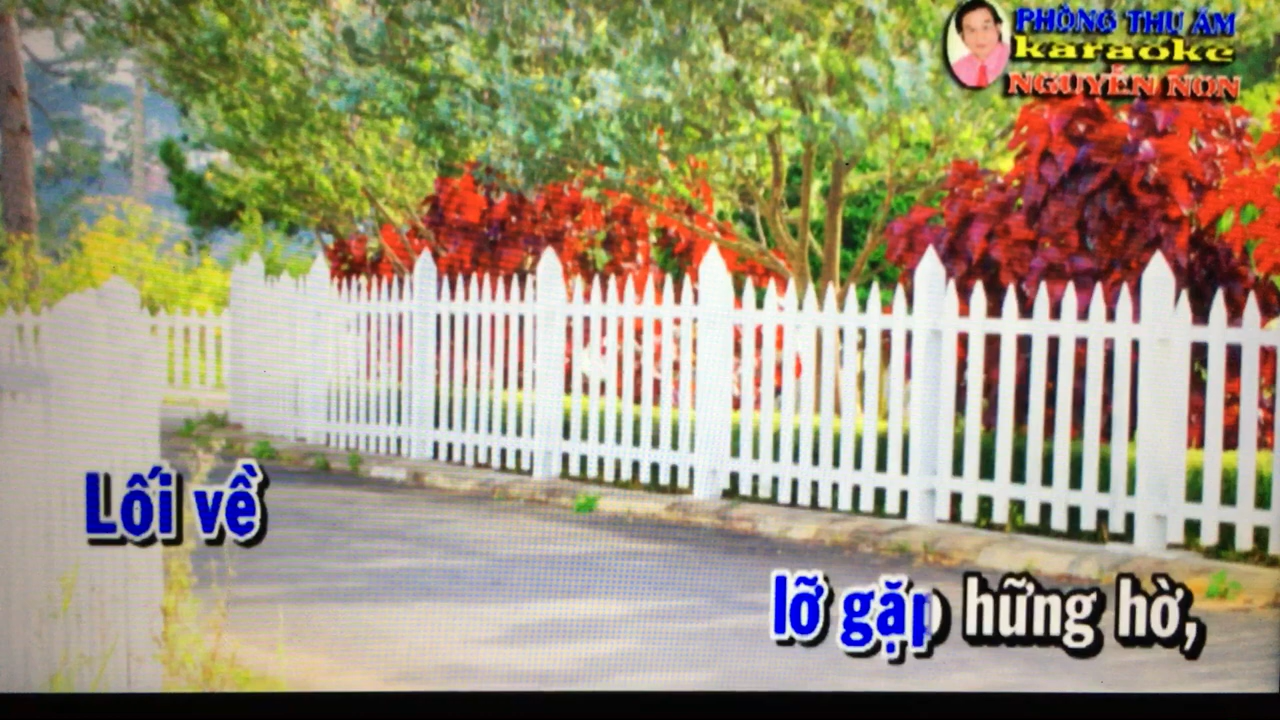 PHÒNG THU ÂM
karaoke
NGUYỄN NON
Lối về
lỡ gặp hững hờ,